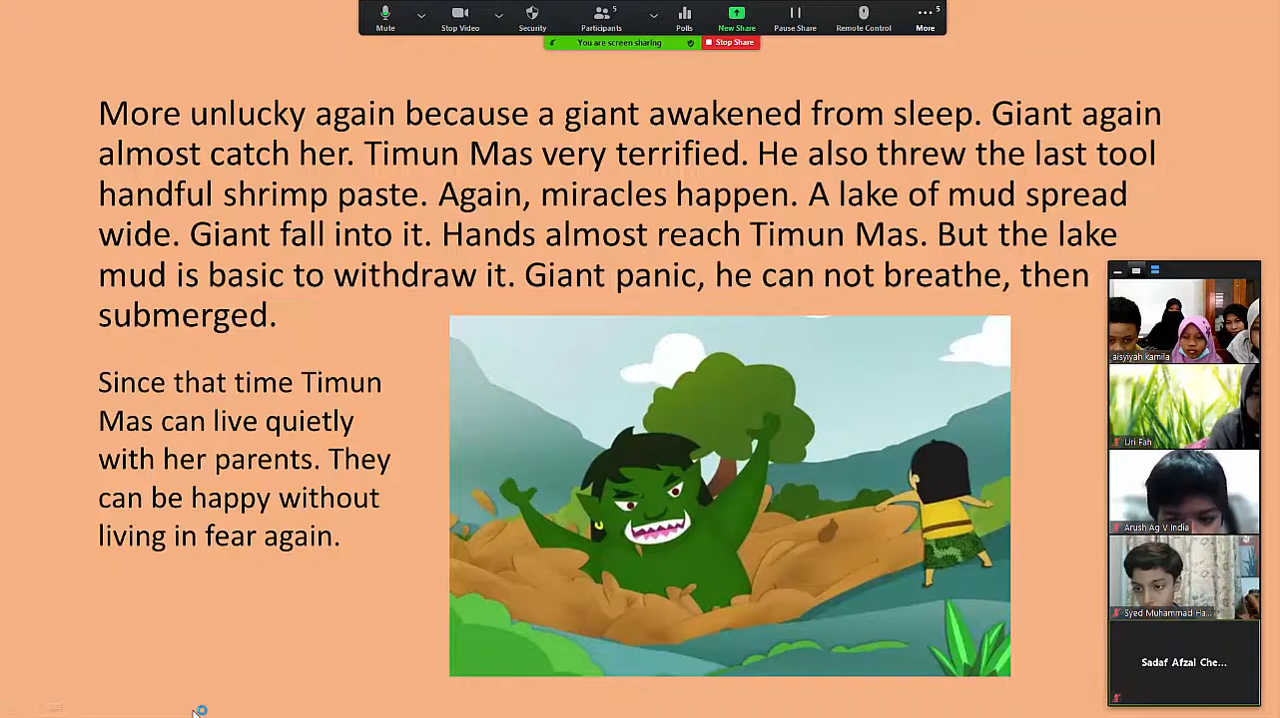 Mute
Stop Video
Security
Participants
5
Polls
New Share
Pause Share
Remote Control
More
5
You are screen sharing
Stop Share
More unlucky again because a giant awakened from sleep. Giant again
almost catch her. Timun Mas very terrified. He also threw the last tool
handful shrimp paste. Again, miracles happen. A lake of mud spread
wide. Giant fall into it. Hands almost reach Timun Mas. But the lake
mud is basic to withdraw it. Giant panic, he can not breathe, then
submerged.
Since that time Timun
Mas can live quietly
with her parents. They
can be happy without
living in fear again.
aisyiyah kamila
Uri Fah
Arush Ag V India
Syed Muhammad Ha...
Sadaf Afzal Che...